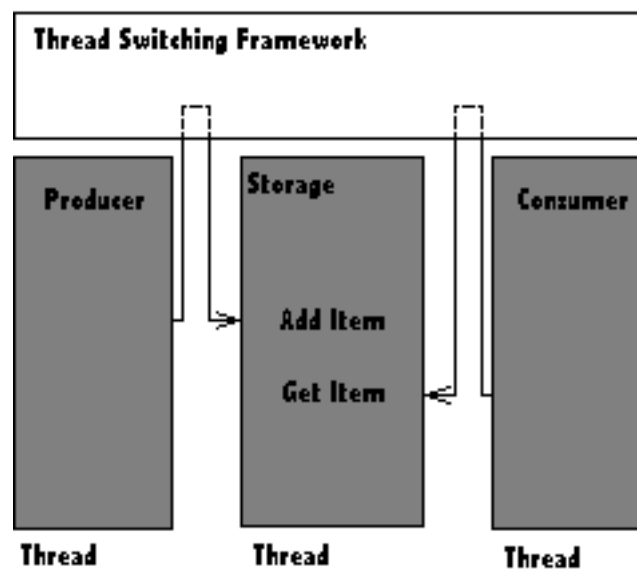 Thread Switching Framework
Producer
Storage
Consumer
Add Item
Get Item
Thread
Thread
Thread